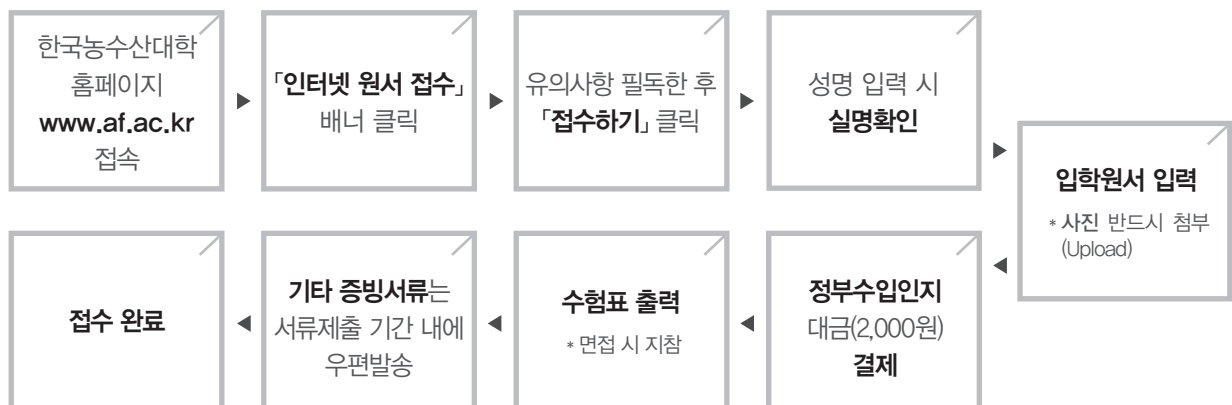 한국농수산대학
홈페이지
www.af.ac.kr
접속
「인터넷 원서 접수」
배너 클릭
유의사항 필독한 후
「접수하기」 클릭
성명 입력 시
실명확인
입학원서 입력
* 사진 반드시 첨부
(Upload)
정부수입인지
대금(2,000원)
결제
수험표 출력
* 면접 시 지참
기타 증빙서류는
서류제출 기간 내에
우편발송
접수 완료